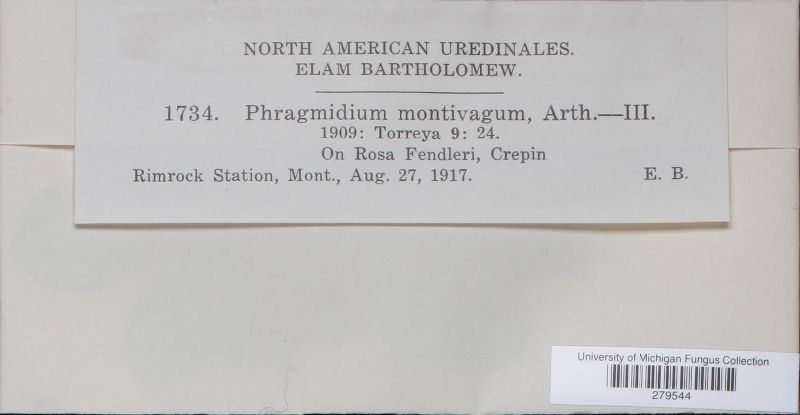 NORTH AMERICAN UREDINALES.
ELAM BARTHOLOMEW.
1734. Phragmidium montivagum, Arth.—III.
1909: Torreya 9: 24.
On Rosa Fendleri, Crepin
Rimrock Station, Mont., Aug. 27, 1917. E. B.
University of Michigan Fungus Collection
279544